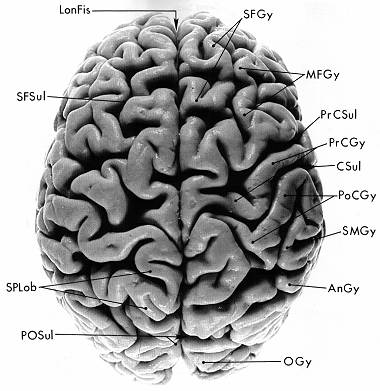 LonFis
SFGy
MFGy
SFSul
PrCSul
PrCGy
CSul
PoCGy
SMGy
SPLob
AnGy
POSul
OGy